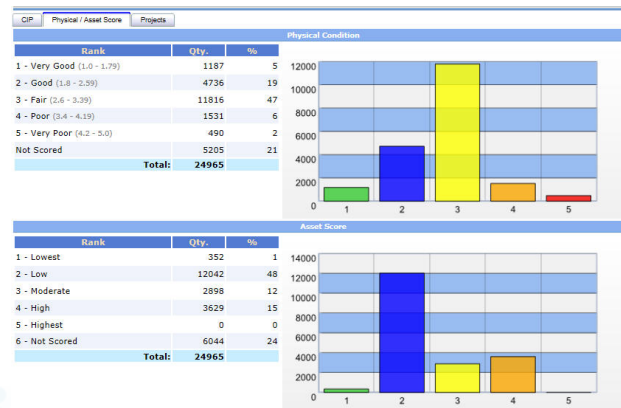 CIP Physical / Asset Score Projects
Physical Condition
Rank Qty. %
1 - Very Good (1.0 - 1.79) 1187 5
2 - Good (1.8 - 2.59) 4736 19
3 - Fair (2.6 - 3.39) 11816 47
4 - Poor (3.4 - 4.19) 1531 6
5 - Very Poor (4.2 - 5.0) 490 2
Not Scored 5205 21
Total: 24965
12000
10000
8000
6000
4000
2000
0
1 2 3 4 5
Asset Score
Rank Qty. %
1 - Lowest 352 1
2 - Low 12042 48
3 - Moderate 2898 12
4 - High 3629 15
5 - Highest 0 0
6 - Not Scored 6044 24
Total: 24965
14000
12000
10000
8000
6000
4000
2000
0
1 2 3 4 5